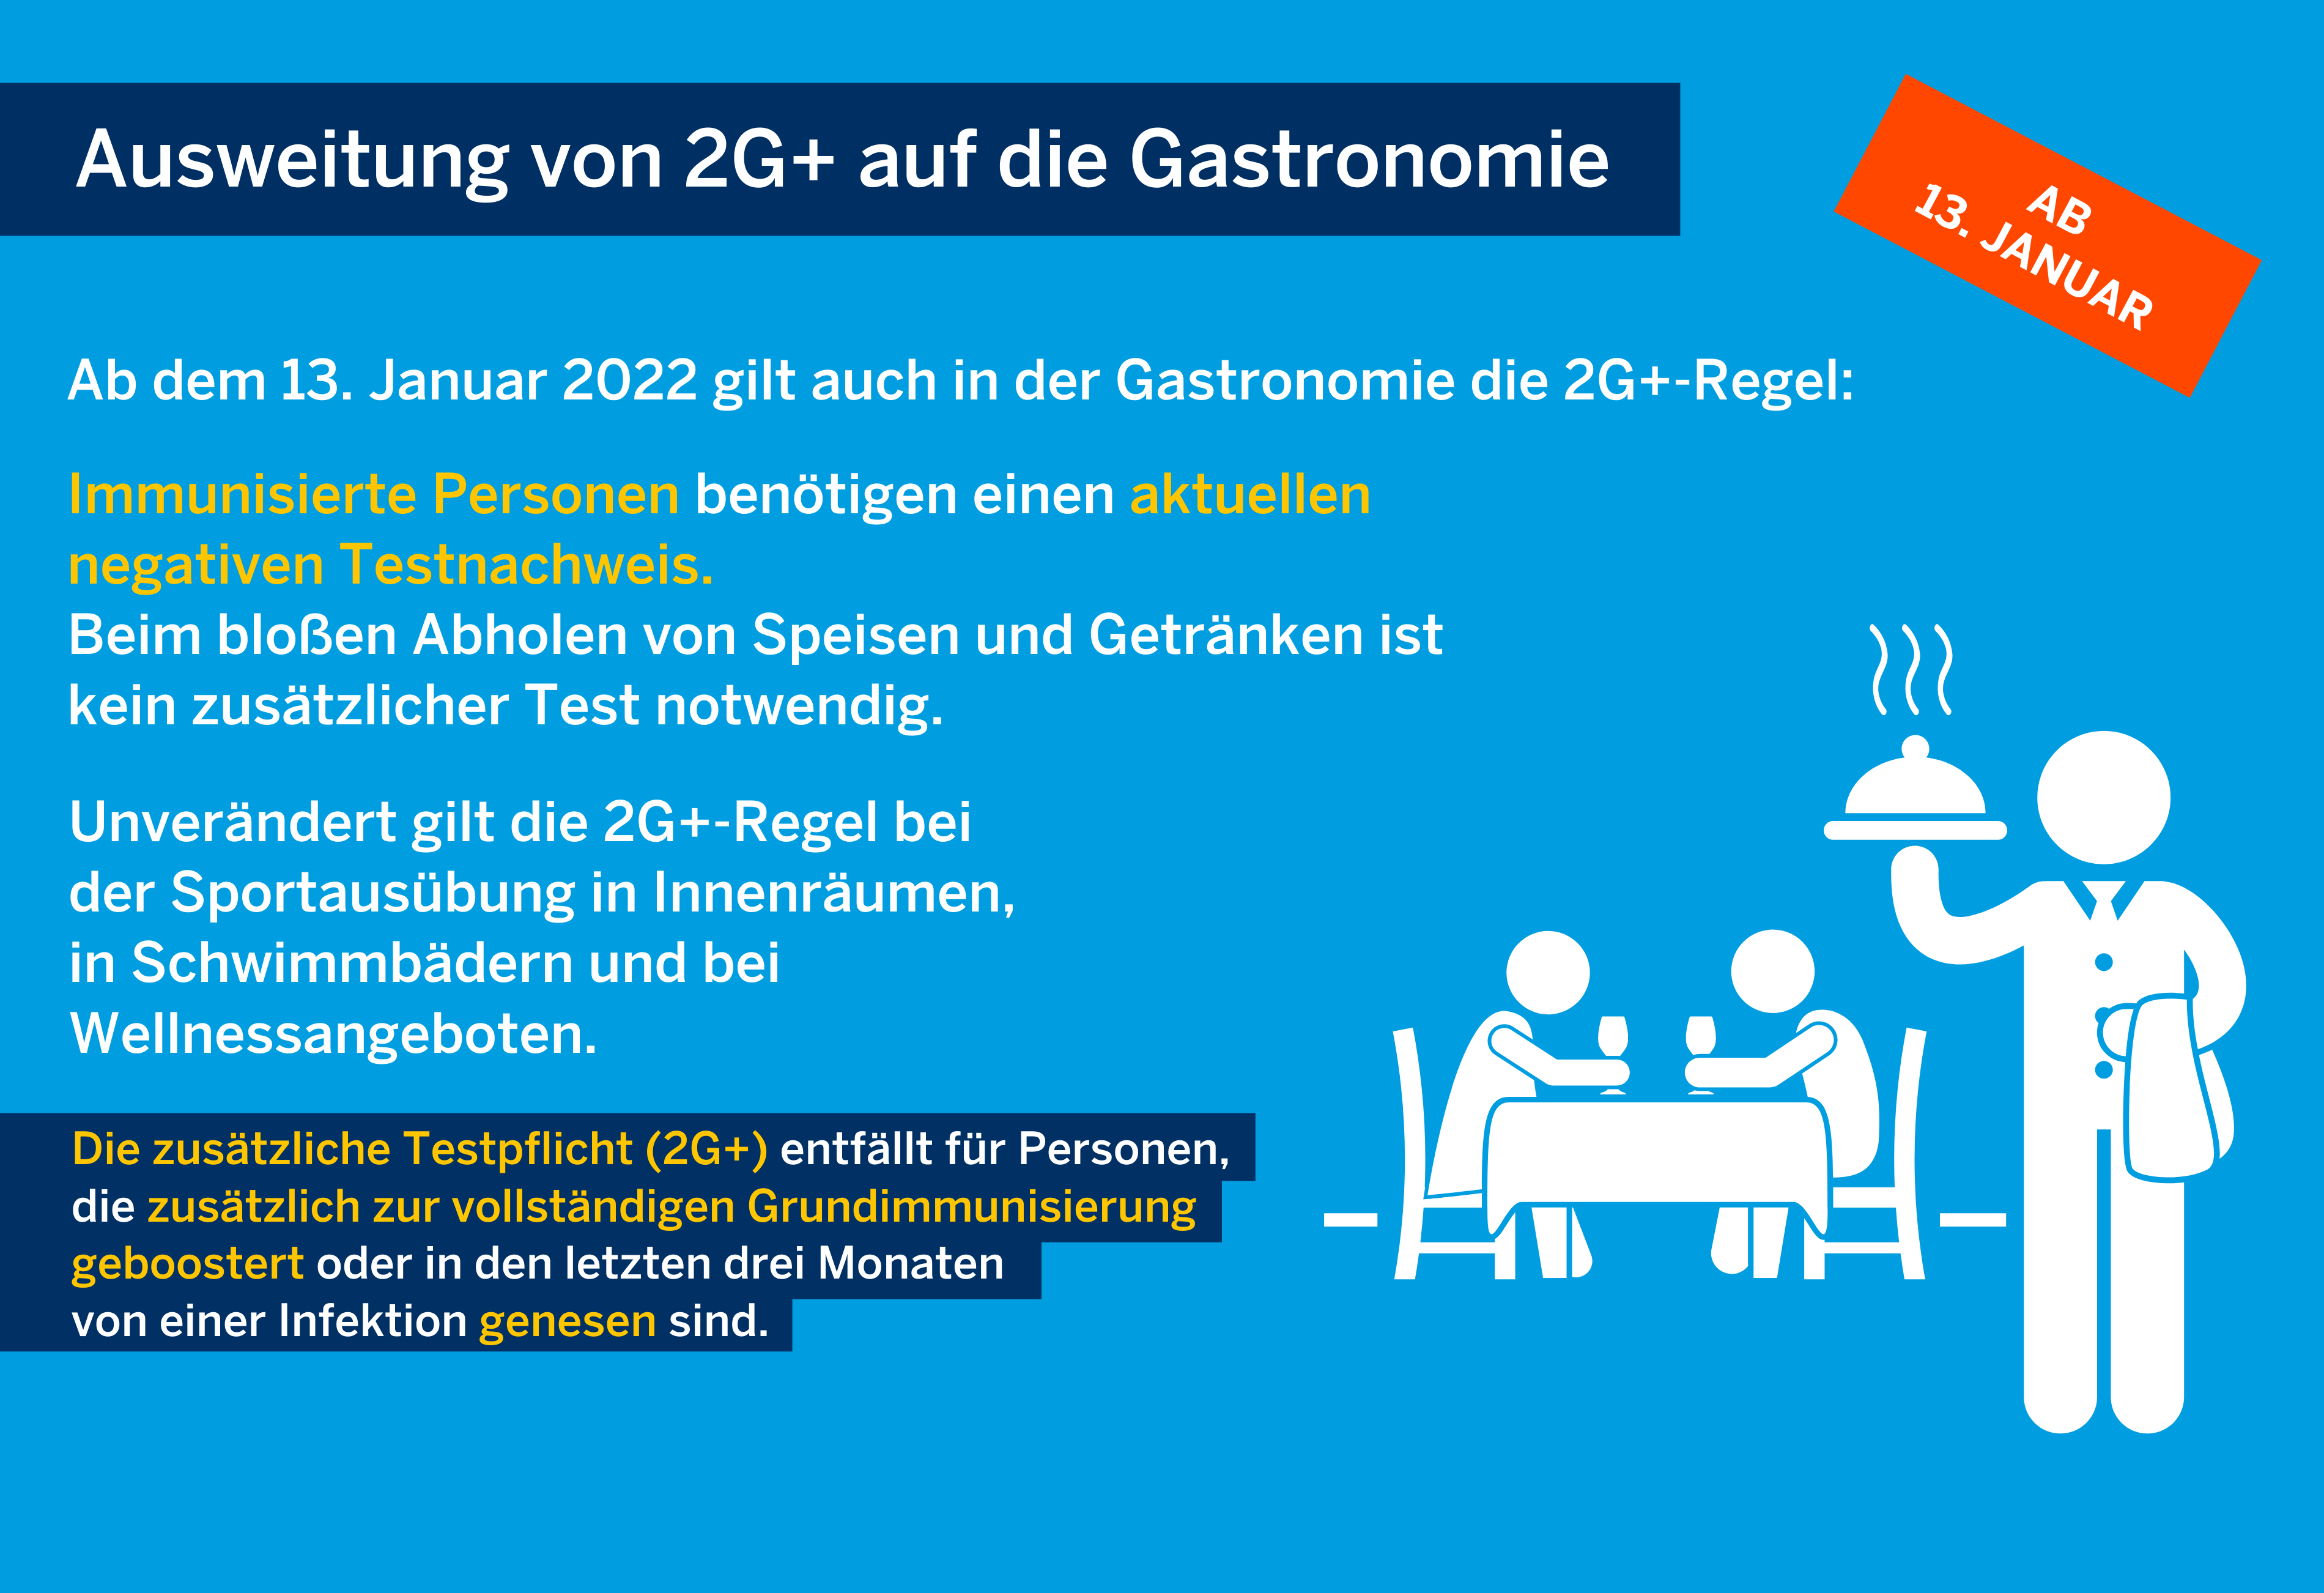 Ausweitung von 2G+ auf die Gastronomie
AB
13. JANUAR
Ab dem 13. Januar 2022 gilt auch in der Gastronomie die 2G+-Regel:
Immunisierte Personen benötigen einen aktuellen
negativen Testnachweis.
Beim bloßen Abholen von Speisen und Getränken ist
kein zusätzlicher Test notwendig.
Unverändert gilt die 2G+-Regel bei
der Sportausübung in Innenräumen,
in Schwimmbädern und bei
Wellnessangeboten.
Die zusätzliche Testpflicht (2G+) entfällt für Personen,
die zusätzlich zur vollständigen Grundimmunisierung
geboostert oder in den letzten drei Monaten
von einer Infektion genesen sind.